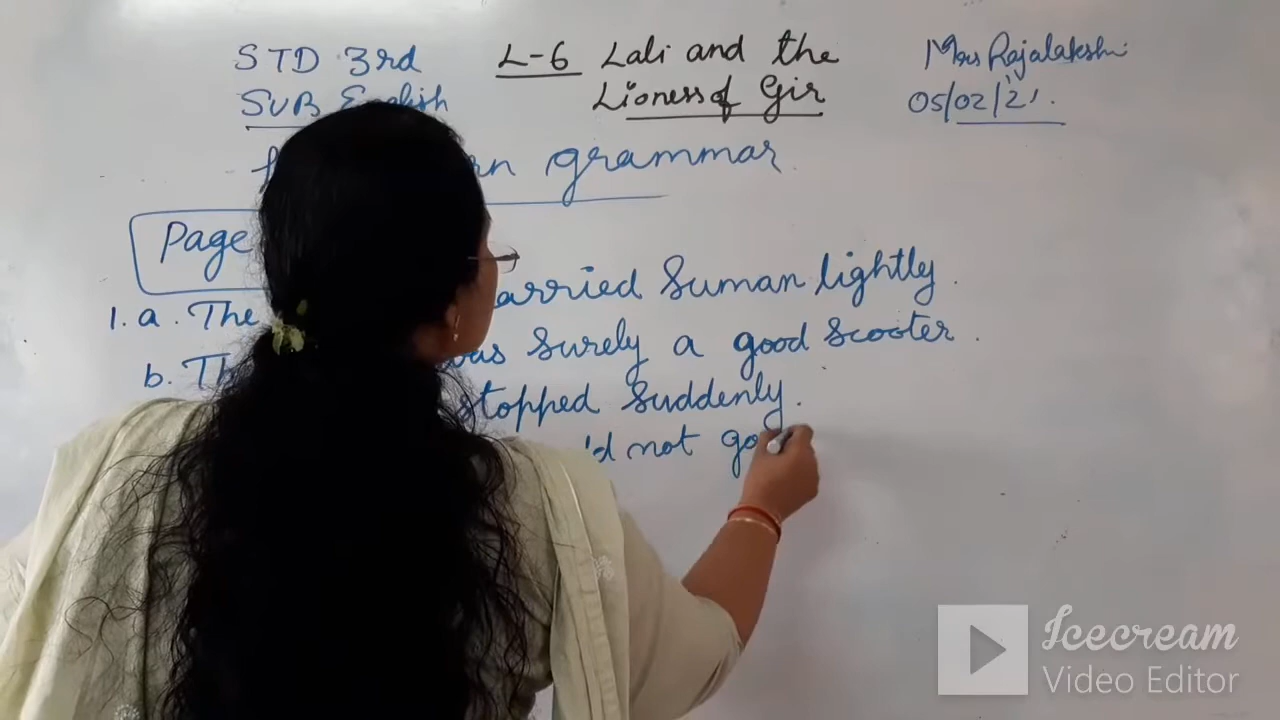 STD 3rd
L-6 Lali and the
Mrs Rajalakshmi
SUB English
Lioness of Gir
05/02/21.
grammar
Page
1. a. The arried Suman lightly.
b. Th was surely a good scooter.
stopped suddenly.
'd not go
Icecream
Video Editor